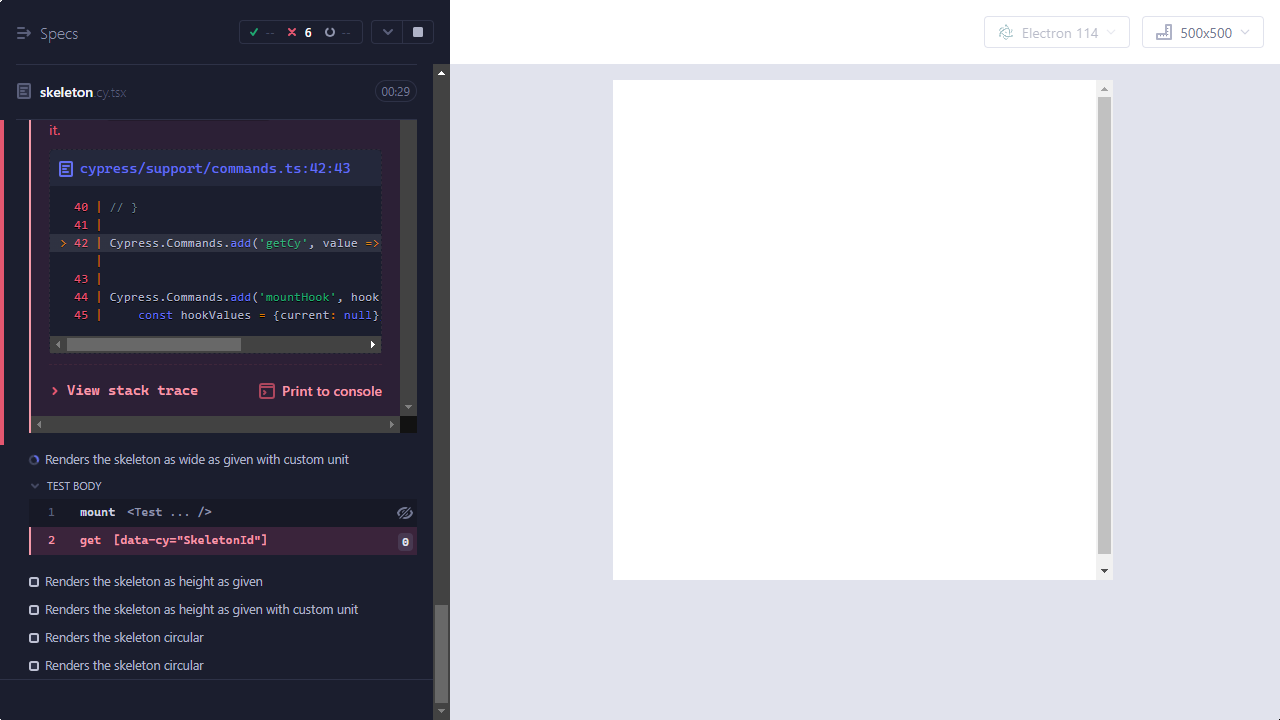 Specs
--
6
--
Electron 114
500x500
skeleton.cy.tsx
00:29
it.
cypress/support/commands.ts:42:43
40 | // }
41 |
> 42 | Cypress.Commands.add('getCy', value =>
|
43 |
44 | Cypress.Commands.add('mountHook', hook
45 | const hookValues = {current: null}
View stack trace
Print to console
Renders the skeleton as wide as given with custom unit
TEST BODY
1 mount <Test ... />
2 get [data-cy="SkeletonId"] 0
Renders the skeleton as height as given
Renders the skeleton as height as given with custom unit
Renders the skeleton circular
Renders the skeleton circular